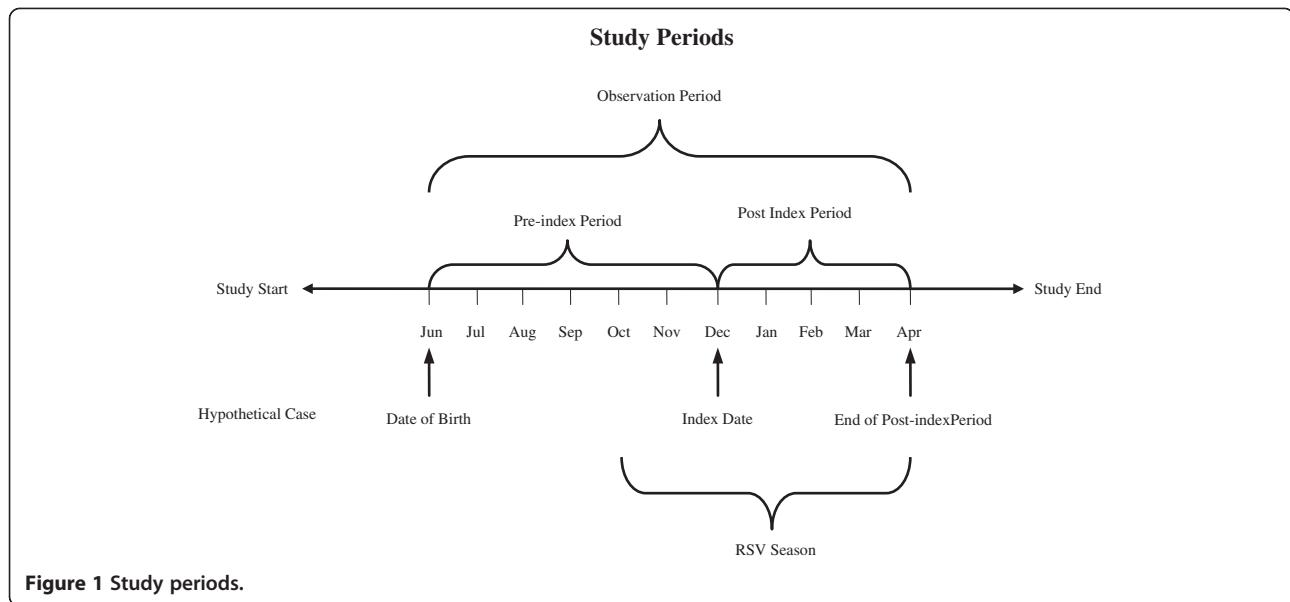 Study Periods
Observation Period
Pre-index Period
Post Index Period
Study Start
Study End
Jun Jul Aug Sep Oct Nov Dec Jan Feb Mar Apr
Hypothetical Case
Date of Birth
Index Date
End of Post-indexPeriod
RSV Season
Figure 1 Study periods.